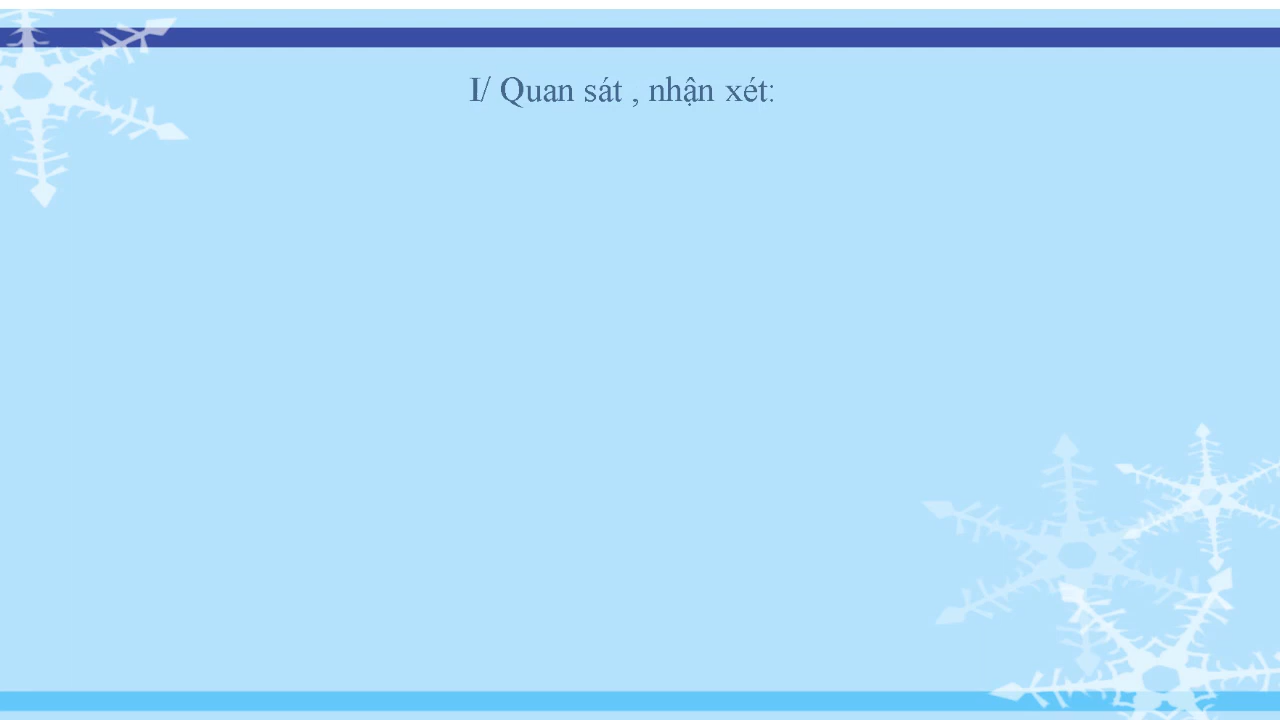 I/ Quan sát , nhận xét: